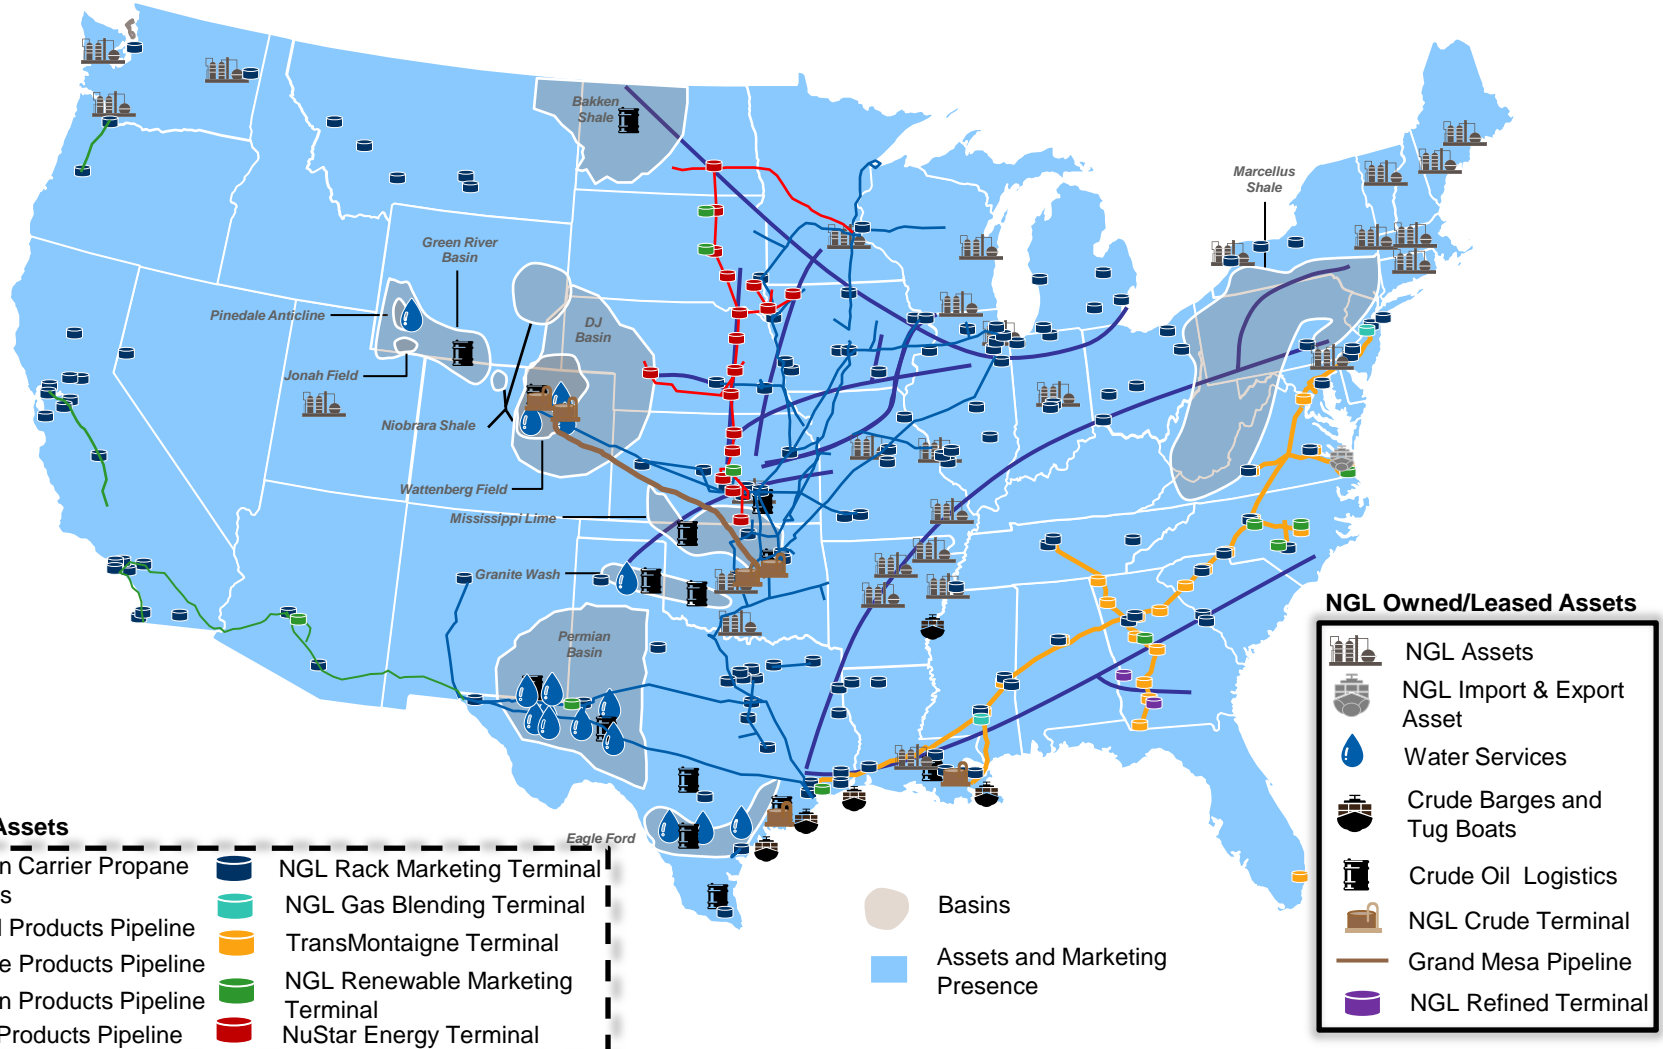 Bakken
Shale
Marcellus
Shale
Green River
Basin
Pinedale Anticline
DJ
Basin
Jonah Field
Niobrara Shale
Wattenberg Field
Mississippi Lime
Granite Wash
Permian
Basin
Eagle Ford
Assets
n Carrier Propane
s
Products Pipeline
e Products Pipeline
n Products Pipeline
Products Pipeline
NGL Rack Marketing Terminal
NGL Gas Blending Terminal
TransMontaigne Terminal
NGL Renewable Marketing
Terminal
NuStar Energy Terminal
Basins
Assets and Marketing
Presence
NGL Owned/Leased Assets
NGL Assets
NGL Import & Export
Asset
Water Services
Crude Barges and
Tug Boats
Crude Oil Logistics
NGL Crude Terminal
Grand Mesa Pipeline
NGL Refined Terminal